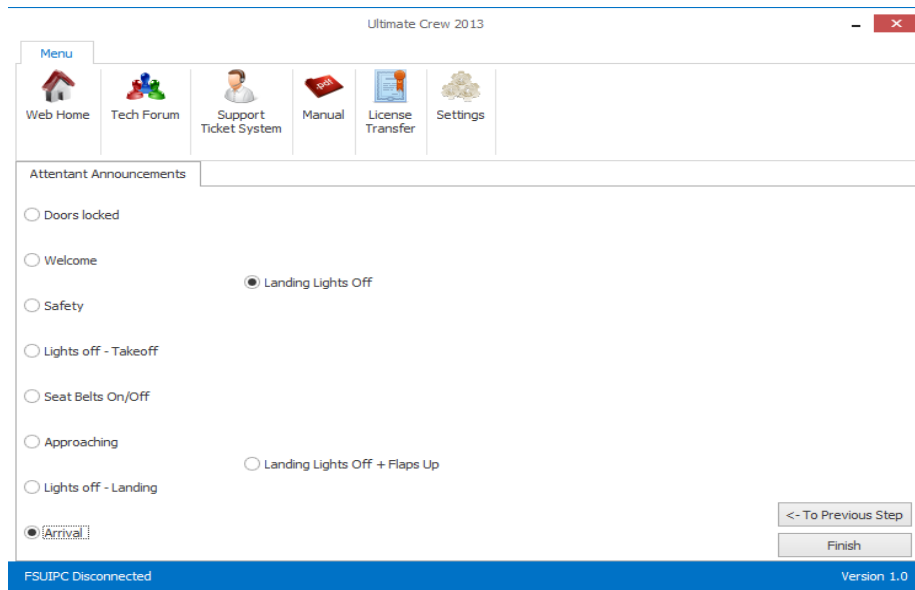 Ultimate Crew 2013
Menu
Web Home
Tech Forum
Support
Ticket System
.pdf
Manual
License
Transfer
Settings
Attentant Announcements
Doors locked
Welcome
Landing Lights Off
Safety
Lights off - Takeoff
Seat Belts On/Off
Approaching
Landing Lights Off + Flaps Up
Lights off - Landing
<- To Previous Step
Arrival
Finish
FSUIPC Disconnected
Version 1.0